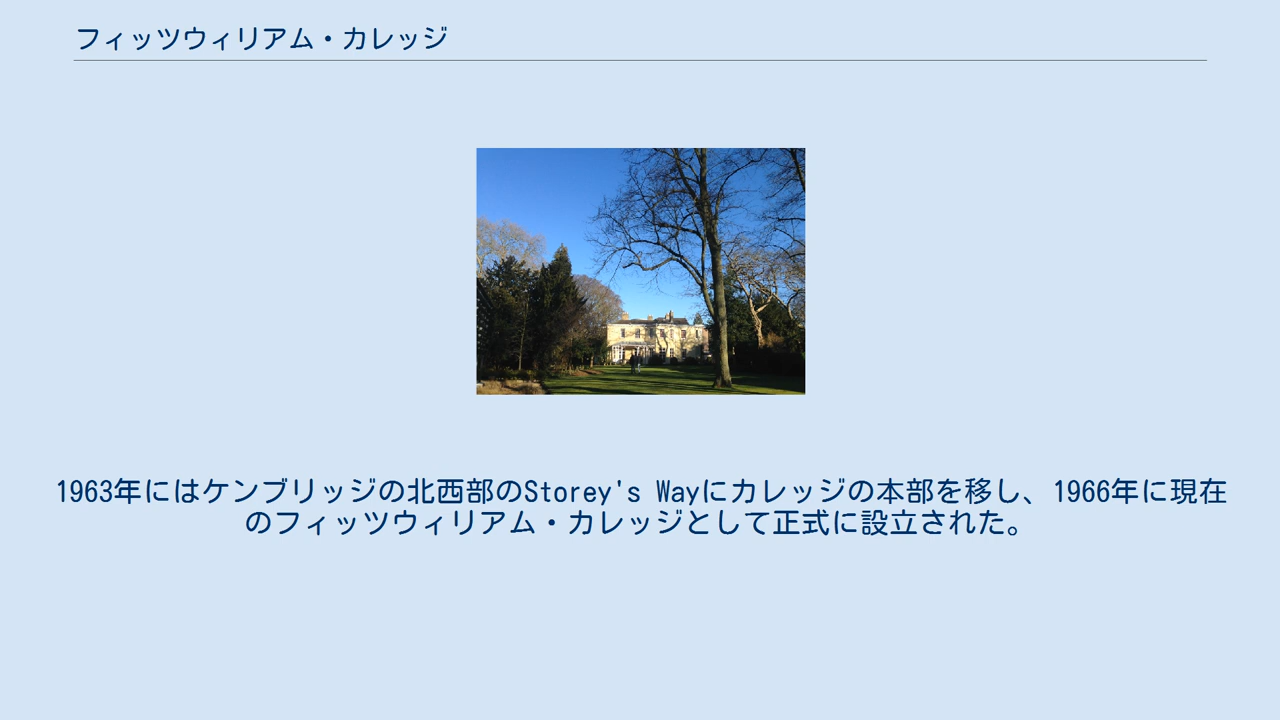 フィッツウィリアム・カレッジ
1963年にはケンブリッジの北西部のStorey's Wayにカレッジの本部を移し、1966年に現在
のフィッツウィリアム・カレッジとして正式に設立された。